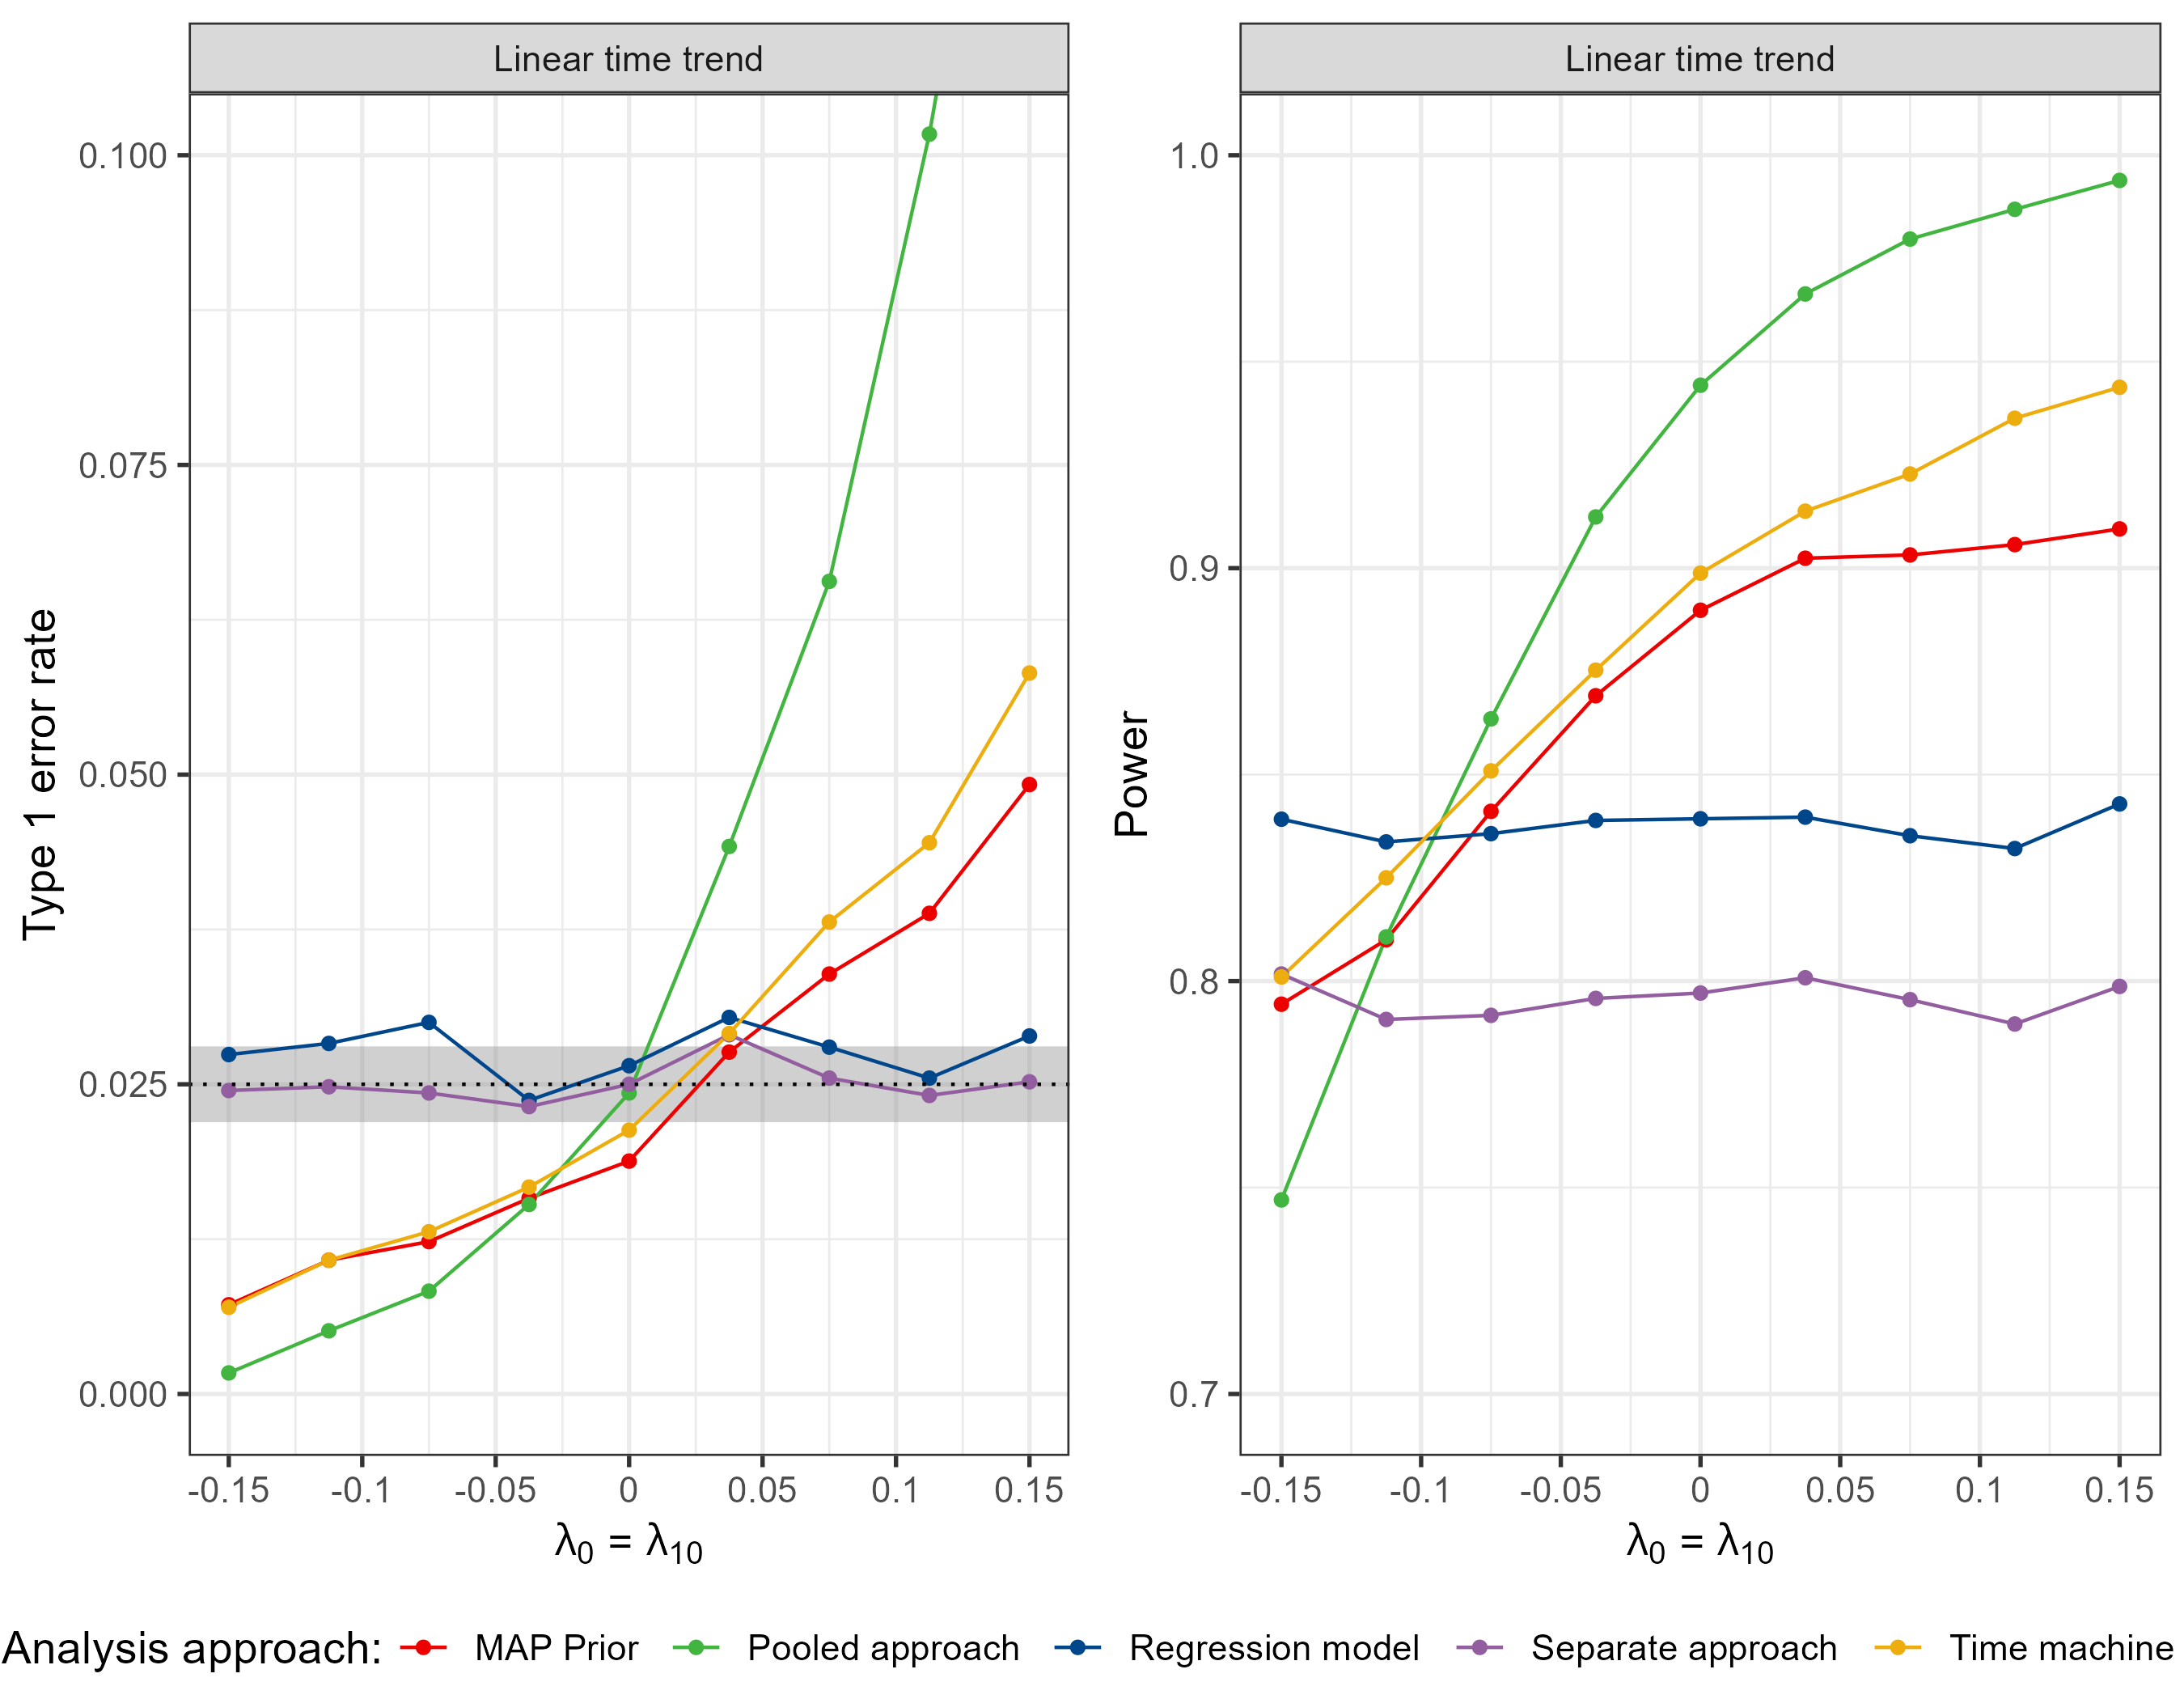 Linear time trend
Type 1 error rate
0.100
0.075
0.050
0.025
0.000
-0.15 -0.1 -0.05 0 0.05 0.1 0.15
λ0 = λ10
Linear time trend
Power
1.0
0.9
0.8
0.7
-0.15 -0.1 -0.05 0 0.05 0.1 0.15
λ0 = λ10
Analysis approach: MAP Prior Pooled approach Regression model Separate approach Time machine